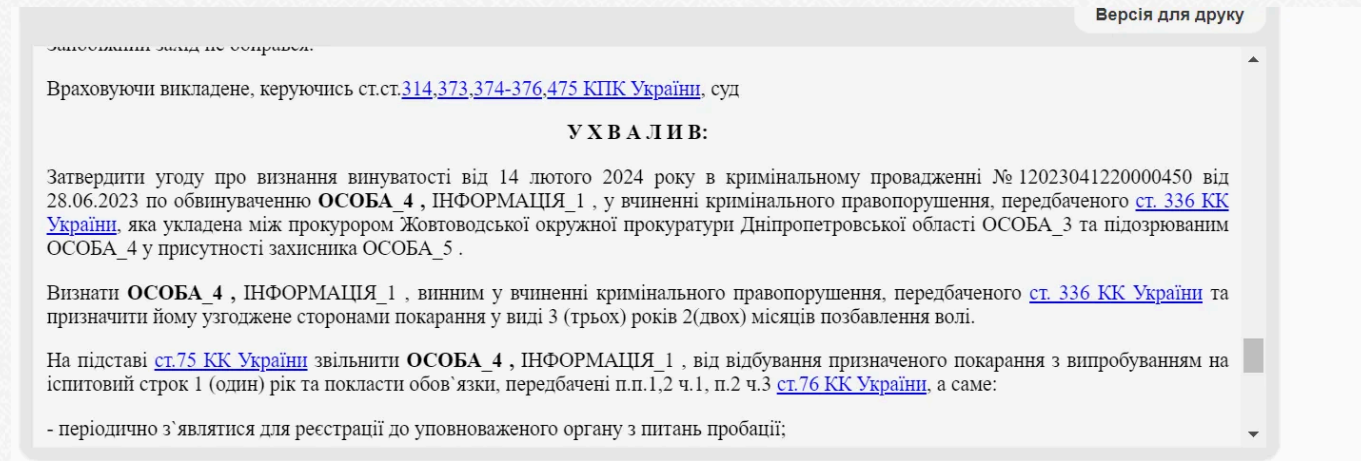 Версія для друку
Запобіжний захід не обирався.
Враховуючи викладене, керуючись ст.ст.314,373,374-376,475 КПК України, суд
У Х В А Л И В:
Затвердити угоду про визнання винуватості від 14 лютого 2024 року в кримінальному провадженні № 12023041220000450 від
28.06.2023 по обвинуваченню ОСОБА_4 , ІНФОРМАЦІЯ_1 , у вчиненні кримінального правопорушення, передбаченого ст. 336 КК
України, яка укладена між прокурором Жовтоводської окружної прокуратури Дніпропетровської області ОСОБА_3 та підозрюваним
ОСОБА_4 у присутності захисника ОСОБА_5 .
Визнати ОСОБА_4 , ІНФОРМАЦІЯ_1 , винним у вчиненні кримінального правопорушення, передбаченого ст. 336 КК України та
призначити йому узгоджене сторонами покарання у виді 3 (трьох) років 2(двох) місяців позбавлення волі.
На підставі ст.75 КК України звільнити ОСОБА_4 , ІНФОРМАЦІЯ_1 , від відбування призначеного покарання з випробуванням на
іспитовий строк 1 (один) рік та покласти обов`язки, передбачені п.п.1,2 ч.1, п.2 ч.3 ст.76 КК України, а саме:
- періодично з`являтися для реєстрації до уповноваженого органу з питань пробації;